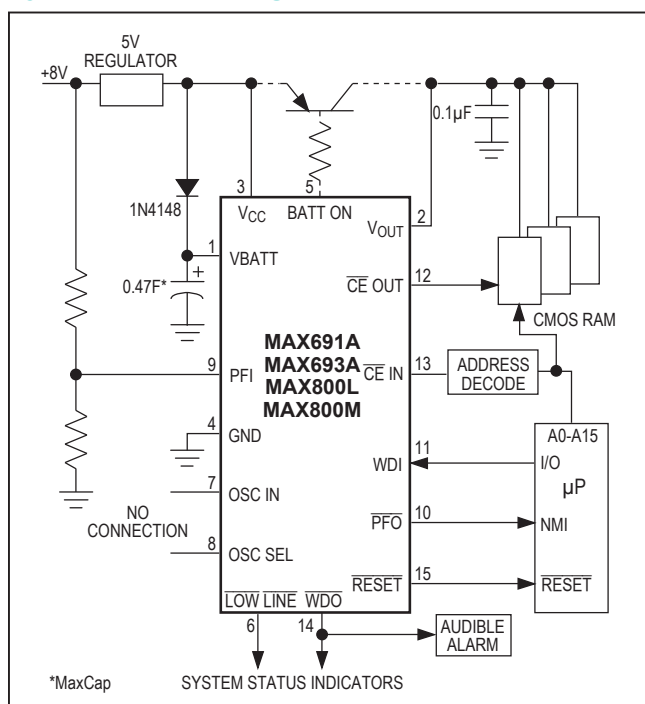 5V
REGULATOR
+8V
0.1µF
3
5
1N4148
VCC
BATT ON
2
VOUT
1
VBATT
0.47F*
+
12
CE OUT
CMOS RAM
MAX691A
MAX693A
MAX800L
MAX800M
9
PFI
13
CE IN
ADDRESS
DECODE
4
GND
A0-A15
11
WDI
I/O
µP
7
OSC IN
NO
CONNECTION
10
PFO
NMI
8
OSC SEL
15
RESET
RESET
LOW LINE
WDO
6
14
AUDIBLE
ALARM
*MaxCap
SYSTEM STATUS INDICATORS